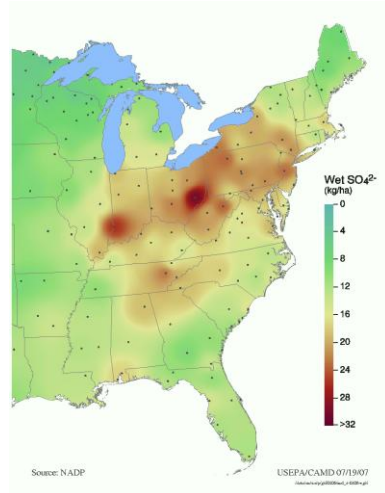 Wet SO4²⁻
(kg/ha)
0
4
8
12
16
20
24
28
>32
Source: NADP
USEPA/CAMD 07/19/07